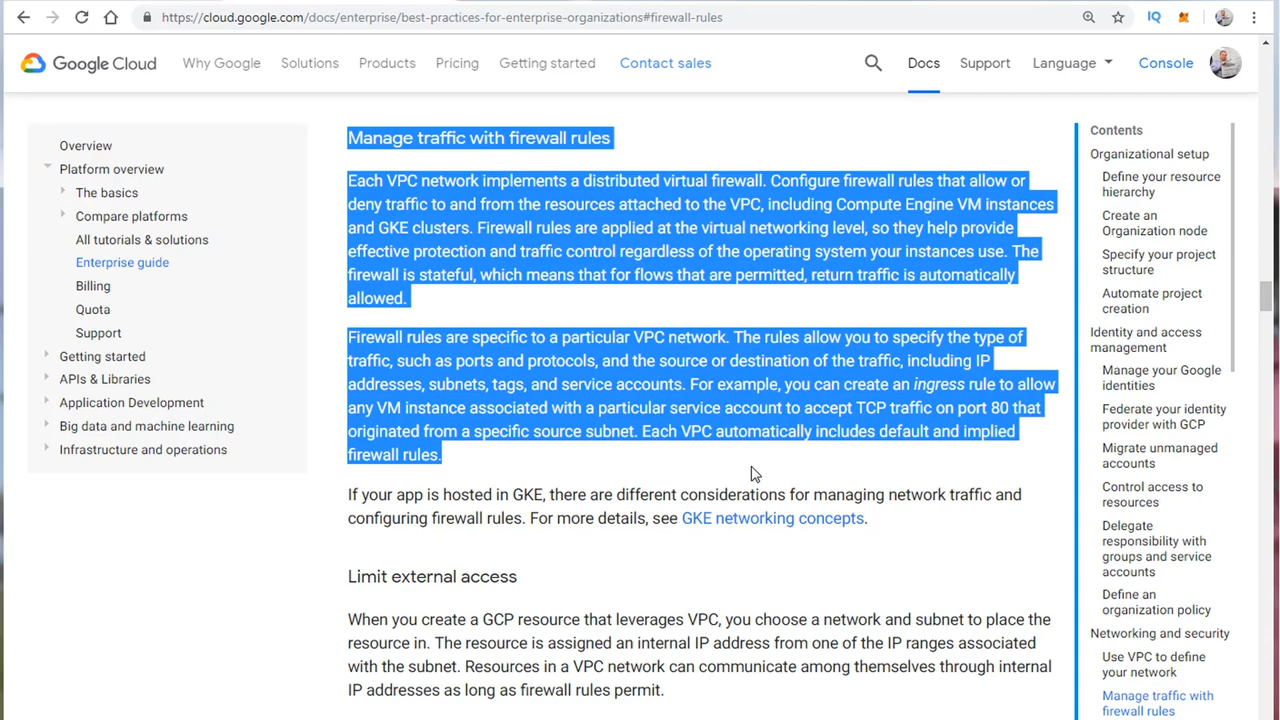 https://cloud.google.com/docs/enterprise/best-practices-for-enterprise-organizations#firewall-rules
IQ
Google Cloud
Why Google
Solutions
Products
Pricing
Getting started
Contact sales
Docs
Support
Language
Console
Overview
Platform overview
The basics
Compare platforms
All tutorials & solutions
Enterprise guide
Billing
Quota
Support
Getting started
APIs & Libraries
Application Development
Big data and machine learning
Infrastructure and operations
Manage traffic with firewall rules
Each VPC network implements a distributed virtual firewall. Configure firewall rules that allow or
deny traffic to and from the resources attached to the VPC, including Compute Engine VM instances
and GKE clusters. Firewall rules are applied at the virtual networking level, so they help provide
effective protection and traffic control regardless of the operating system your instances use. The
firewall is stateful, which means that for flows that are permitted, return traffic is automatically
allowed.
Firewall rules are specific to a particular VPC network. The rules allow you to specify the type of
traffic, such as ports and protocols, and the source or destination of the traffic, including IP
addresses, subnets, tags, and service accounts. For example, you can create an ingress rule to allow
any VM instance associated with a particular service account to accept TCP traffic on port 80 that
originated from a specific source subnet. Each VPC automatically includes default and implied
firewall rules.
If your app is hosted in GKE, there are different considerations for managing network traffic and
configuring firewall rules. For more details, see GKE networking concepts.
Limit external access
When you create a GCP resource that leverages VPC, you choose a network and subnet to place the
resource in. The resource is assigned an internal IP address from one of the IP ranges associated
with the subnet. Resources in a VPC network can communicate among themselves through internal
IP addresses as long as firewall rules permit.
Contents
Organizational setup
Define your resource
hierarchy
Create an
Organization node
Specify your project
structure
Automate project
creation
Identity and access
management
Manage your Google
identities
Federate your identity
provider with GCP
Migrate unmanaged
accounts
Control access to
resources
Delegate
responsibility with
groups and service
accounts
Define an
organization policy
Networking and security
Use VPC to define
your network
Manage traffic with
firewall rules